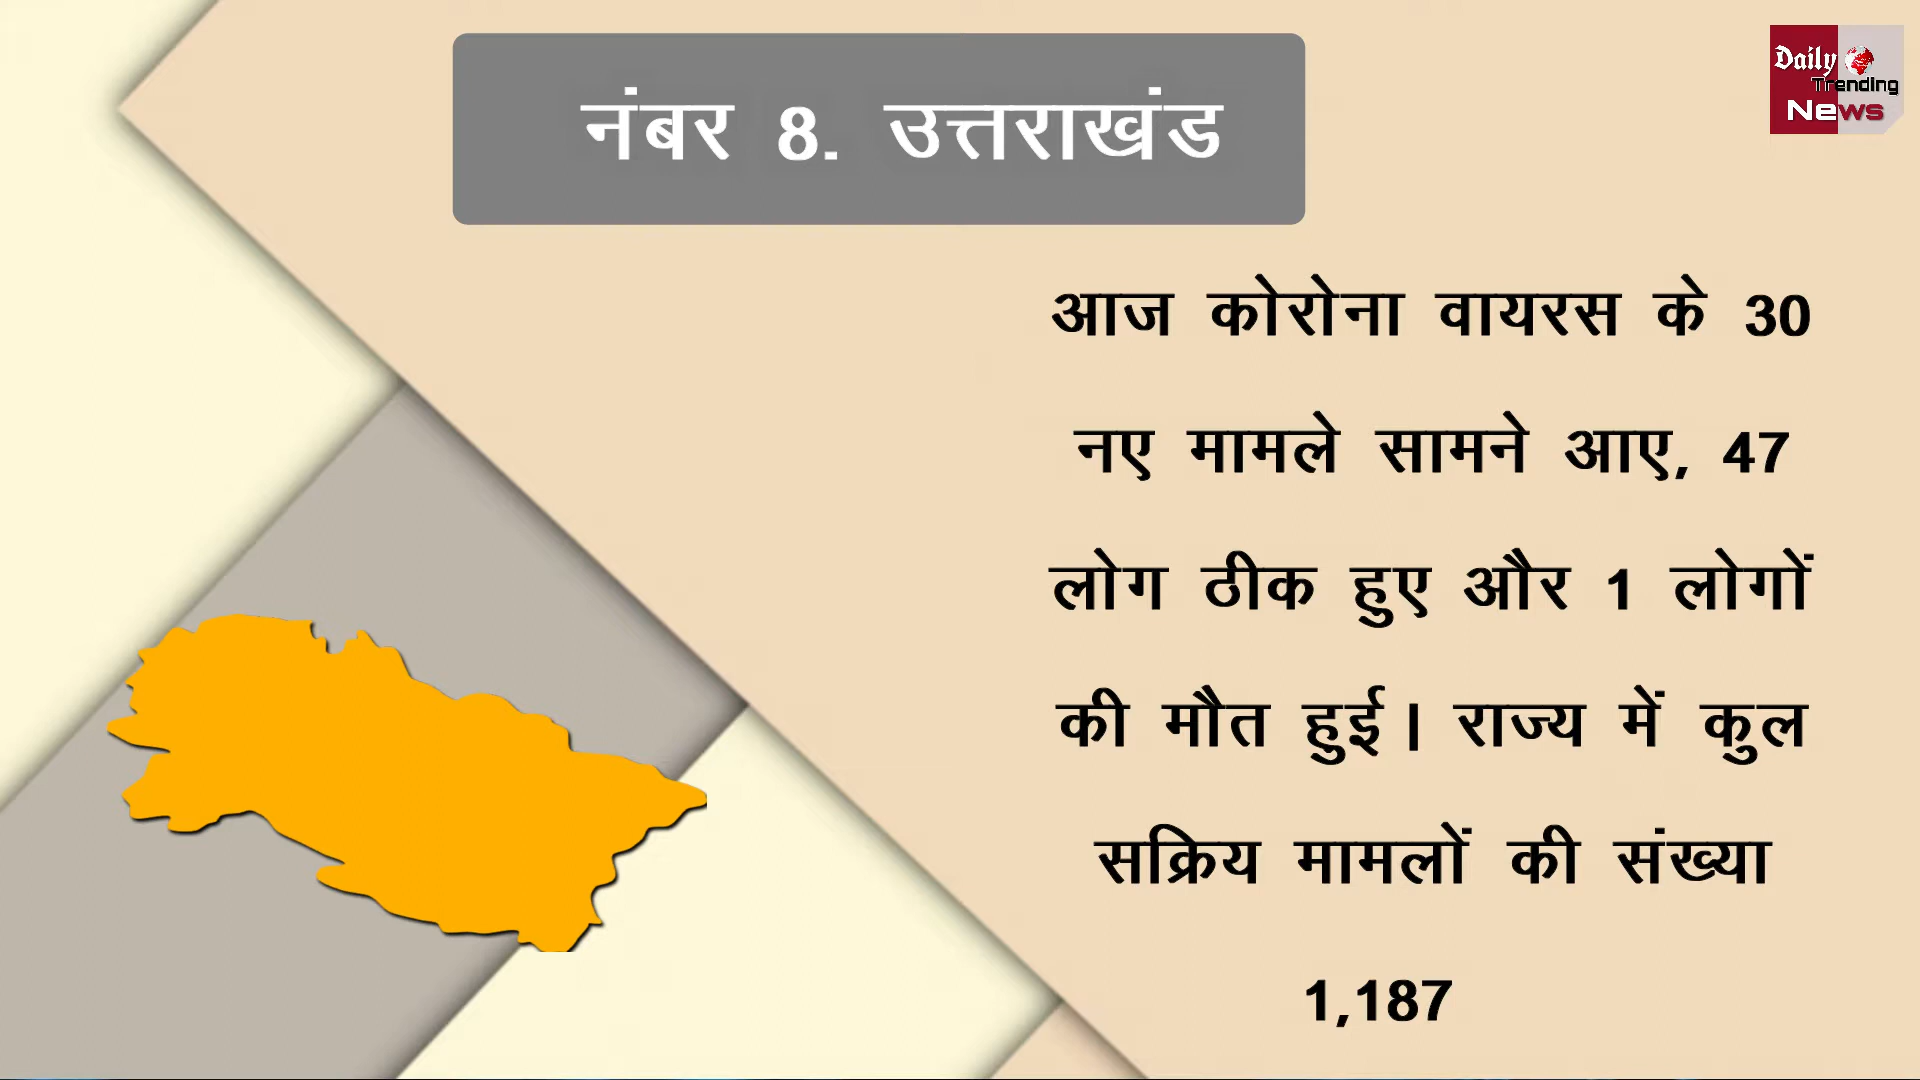 नंबर 8. उत्तराखंड
Daily
Trending
News
आज कोरोना वायरस के 30
नए मामले सामने आए, 47
लोग ठीक हुए और 1 लोगों
की मौत हुई। राज्य में कुल
सक्रिय मामलों की संख्या
1,187